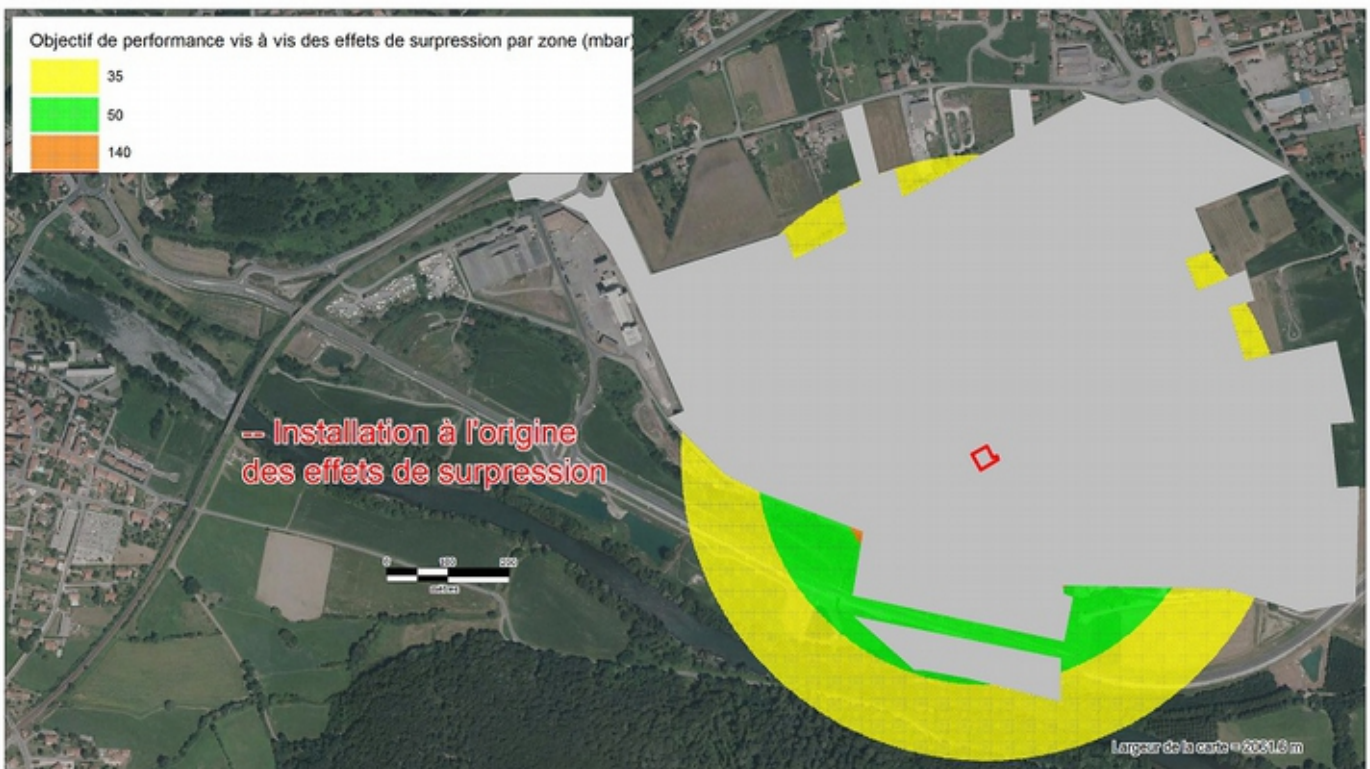 Objectif de performance vis à vis des effets de surpression par zone (mbar)
35
50
140
-- Installation à l'origine
des effets de surpression
0 100 200
mètres
Largeur de la carte = 2061.6 m